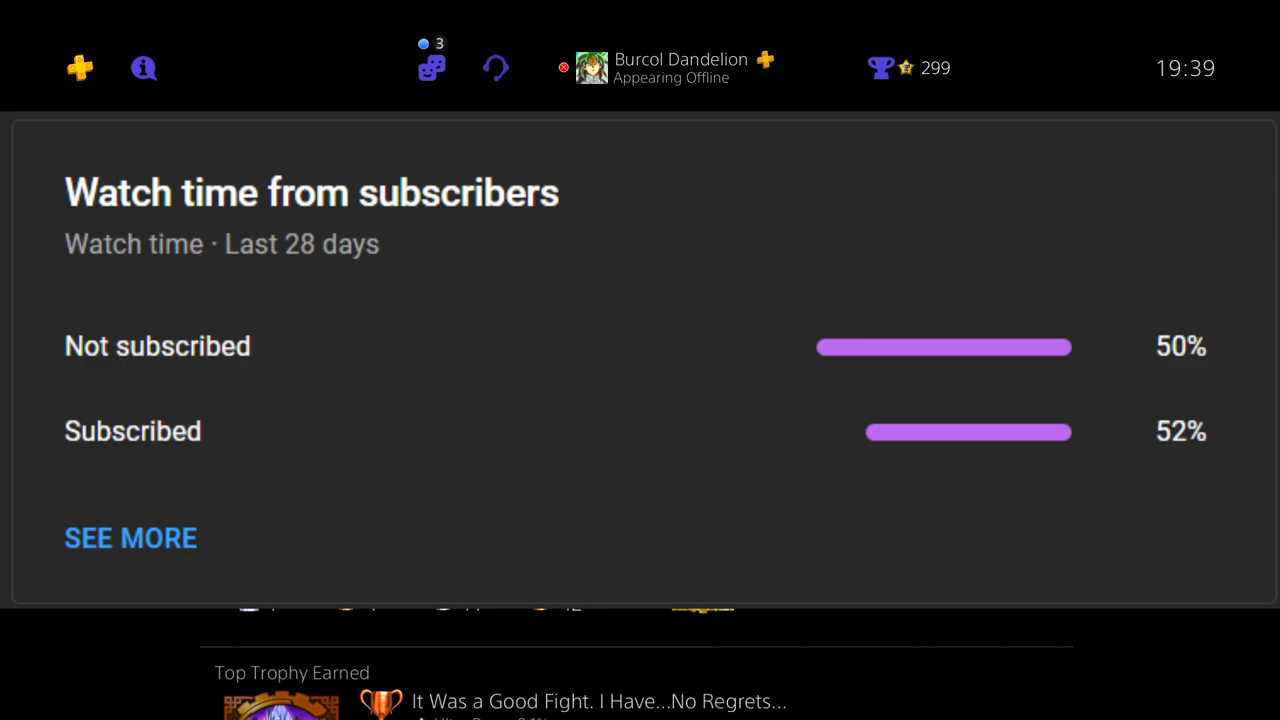 3
Burcol Dandelion
Appearing Offline
299
19:39
Watch time from subscribers
Watch time · Last 28 days
Not subscribed 50%
Subscribed 52%
SEE MORE
Top Trophy Earned
It Was a Good Fight. I Have...No Regrets...